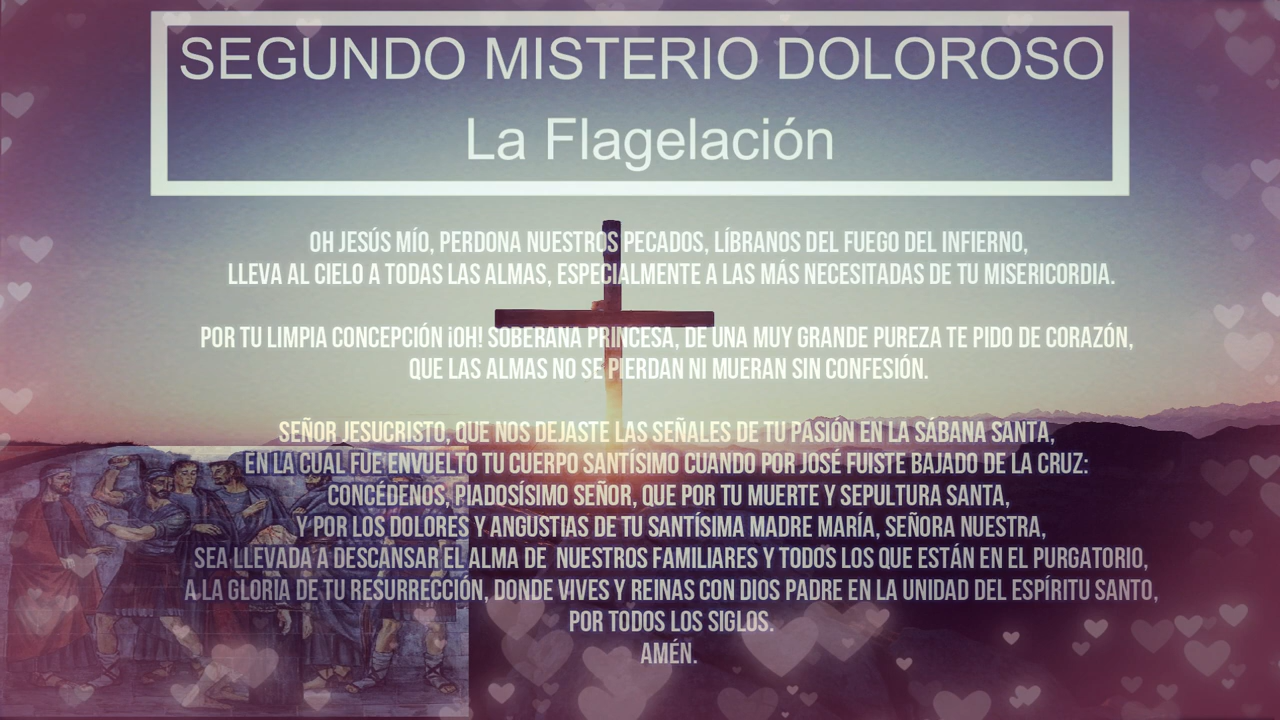 SEGUNDO MISTERIO DOLOROSO
La Flagelación
OH JESÚS MÍO, PERDONA NUESTROS PECADOS, LÍBRANOS DEL FUEGO DEL INFIERNO,
LLEVA AL CIELO A TODAS LAS ALMAS, ESPECIALMENTE A LAS MÁS NECESITADAS DE TU MISERICORDIA.
POR TU LIMPIA CONCEPCIÓN ¡OH! SOBERANA PRINCESA, DE UNA MUY GRANDE PUREZA TE PIDO DE CORAZÓN,
QUE LAS ALMAS NO SE PIERDAN NI MUERAN SIN CONFESIÓN.
SEÑOR JESUCRISTO, QUE NOS DEJASTE LAS SEÑALES DE TU PASIÓN EN LA SÁBANA SANTA,
EN LA CUAL FUE ENVUELTO TU CUERPO SANTÍSIMO CUANDO POR JOSÉ FUISTE BAJADO DE LA CRUZ:
CONCÉDENOS, PIADOSÍSIMO SEÑOR, QUE POR TU MUERTE Y SEPULTURA SANTA,
Y POR LOS DOLORES Y ANGUSTIAS DE TU SANTÍSIMA MADRE MARÍA, SEÑORA NUESTRA,
SEA LLEVADA A DESCANSAR EL ALMA DE NUESTROS FAMILIARES Y TODOS LOS QUE ESTÁN EN EL PURGATORIO,
A LA GLORIA DE TU RESURRECCIÓN, DONDE VIVES Y REINAS CON DIOS PADRE EN LA UNIDAD DEL ESPÍRITU SANTO,
POR TODOS LOS SIGLOS.
AMÉN.